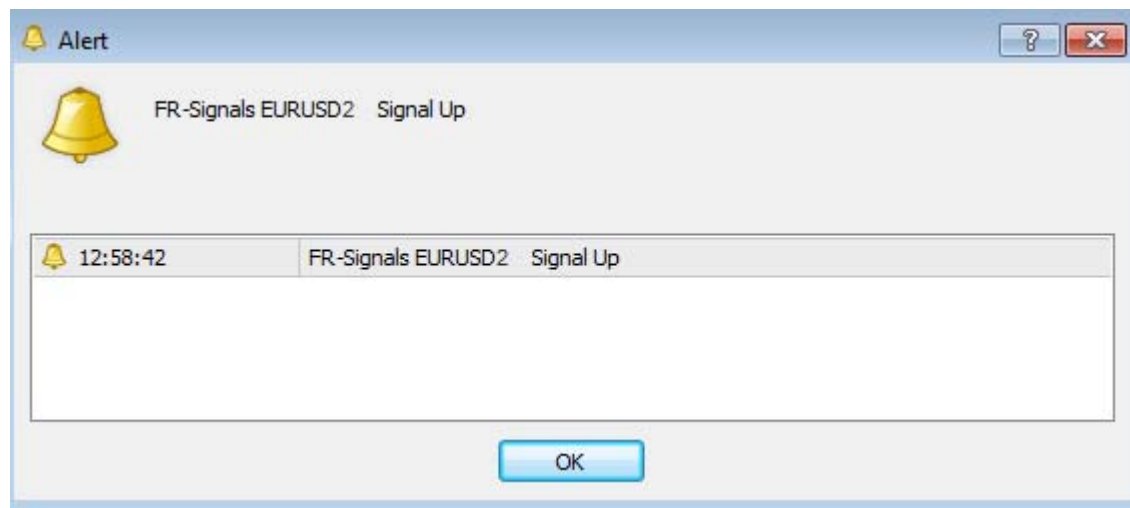 Alert
?
FR-Signals EURUSD2 Signal Up
12:58:42 FR-Signals EURUSD2 Signal Up
OK